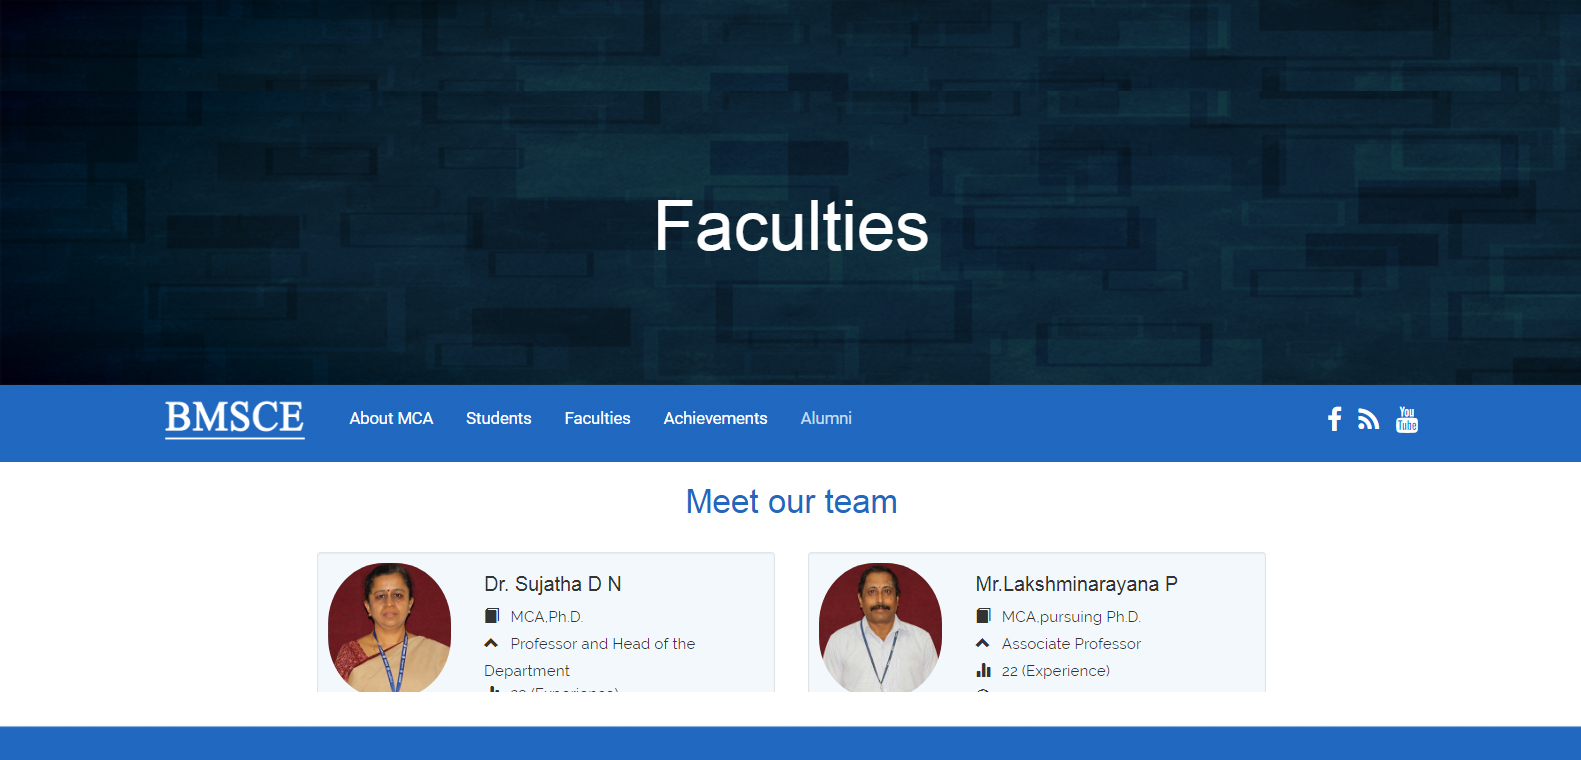 Faculties
BMSCE About MCA Students Faculties Achievements Alumni You Tube
Meet our team
Dr. Sujatha D N
MCA,Ph.D.
Professor and Head of the
Department
Mr.Lakshminarayana P
MCA,pursuing Ph.D.
Associate Professor
22 (Experience)